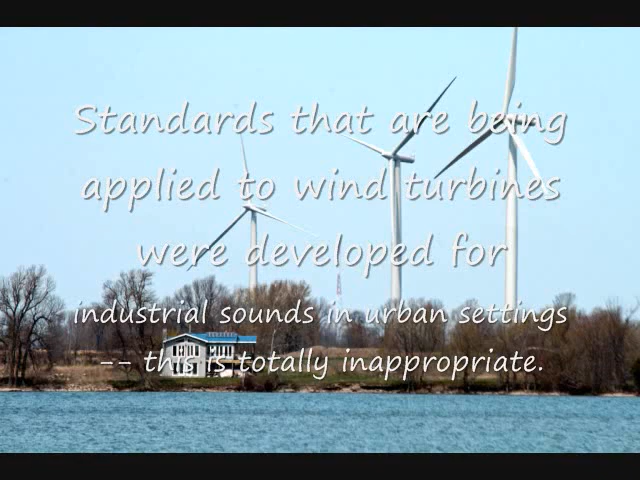 Standards that are being
applied to wind turbines
were developed for
industrial sounds in urban settings
-- this is totally inappropriate.